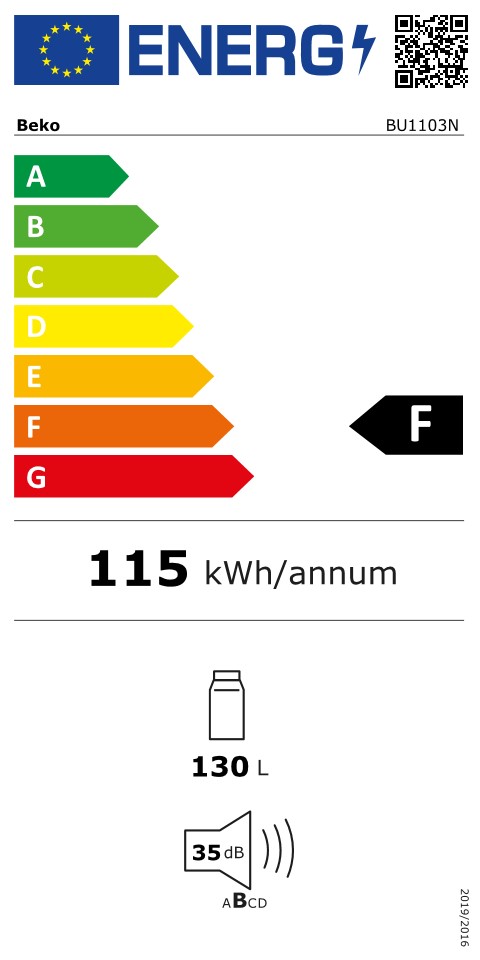 ENERG
Beko BU1103N
A
B
C
D
E
F
F
G
115 kWh/annum
130 L
35 dB
ABCD
2019/2016